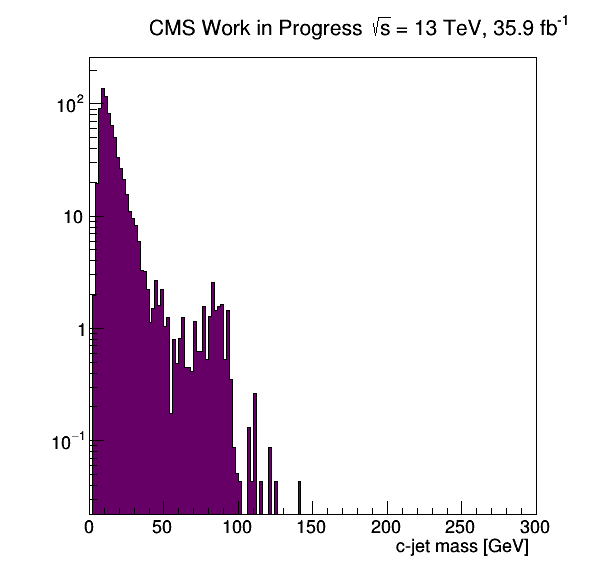 CMS Work in Progress √s = 13 TeV, 35.9 fb⁻¹
10²
10
1
10⁻¹
0 50 100 150 200 250 300
c-jet mass [GeV]